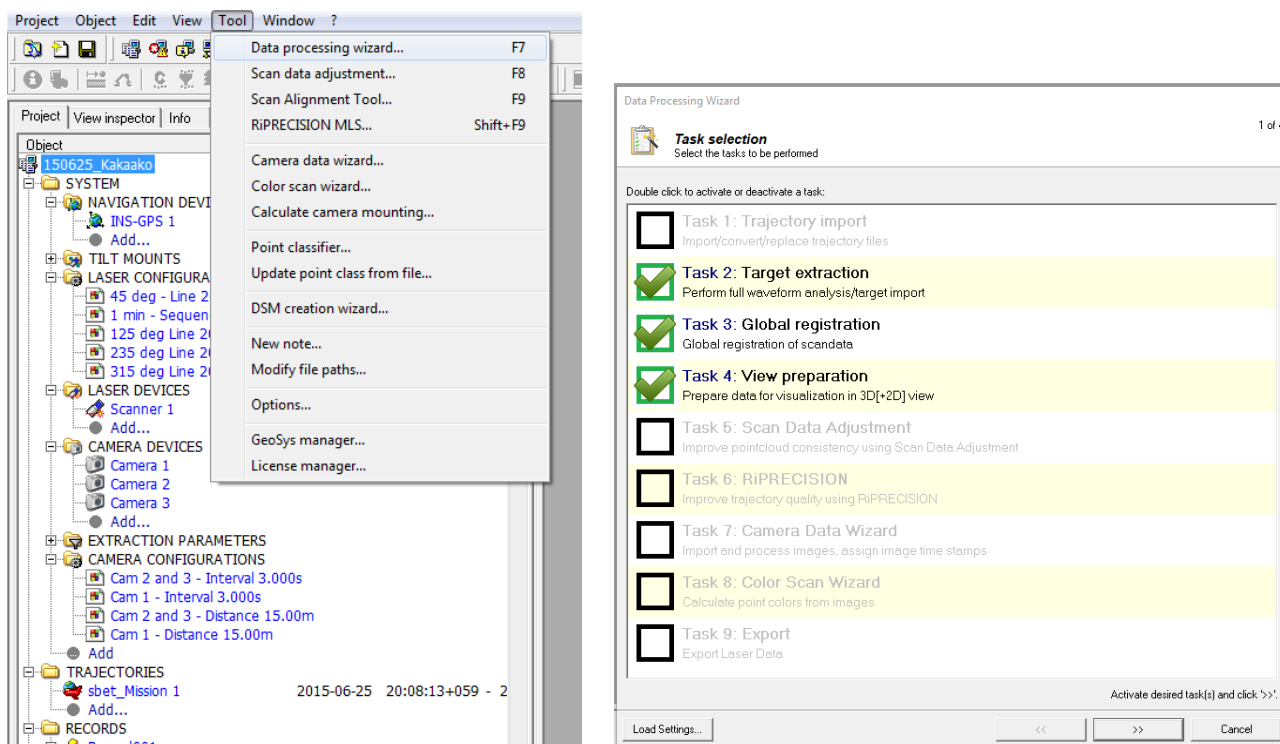 Project Object Edit View Tool Window ?
Data processing wizard... F7
Scan data adjustment... F8
Scan Alignment Tool... F9
RiPRECISION MLS... Shift+F9
Camera data wizard...
Color scan wizard...
Calculate camera mounting...
Point classifier...
Update point class from file...
DSM creation wizard...
New note...
Modify file paths...
Options...
GeoSys manager...
License manager...
Project View inspector Info
Object
150625_Kakaako
SYSTEM
NAVIGATION DEVI
INS-GPS 1
Add...
TILT MOUNTS
LASER CONFIGURA
45 deg - Line 2
1 min - Sequen
125 deg Line 20
235 deg Line 20
315 deg Line 20
LASER DEVICES
Scanner 1
Add...
CAMERA DEVICES
Camera 1
Camera 2
Camera 3
Add...
EXTRACTION PARAMETERS
CAMERA CONFIGURATIONS
Cam 2 and 3 - Interval 3.000s
Cam 1 - Interval 3.000s
Cam 2 and 3 - Distance 15.00m
Cam 1 - Distance 15.00m
Add
TRAJECTORIES
sbet_Mission 1 2015-06-25 20:08:13+059 - 2
Add...
RECORDS
Data Processing Wizard
1 of
Task selection
Select the tasks to be performed
Double click to activate or deactivate a task:
Task 1: Trajectory import
Import/convert/replace trajectory files
Task 2: Target extraction
Perform full waveform analysis/target import
Task 3: Global registration
Global registration of scandata
Task 4: View preparation
Prepare data for visualization in 3D[+2D] view
Task 5: Scan Data Adjustment
Improve pointcloud consistency using Scan Data Adjustment
Task 6: RiPRECISION
Improve trajectory quality using RiPRECISION
Task 7: Camera Data Wizard
Import and process images, assign image time stamps
Task 8: Color Scan Wizard
Calculate point colors from images
Task 9: Export
Export Laser Data
Activate desired task(s) and click '>>'.
Load Settings... << >> Cancel